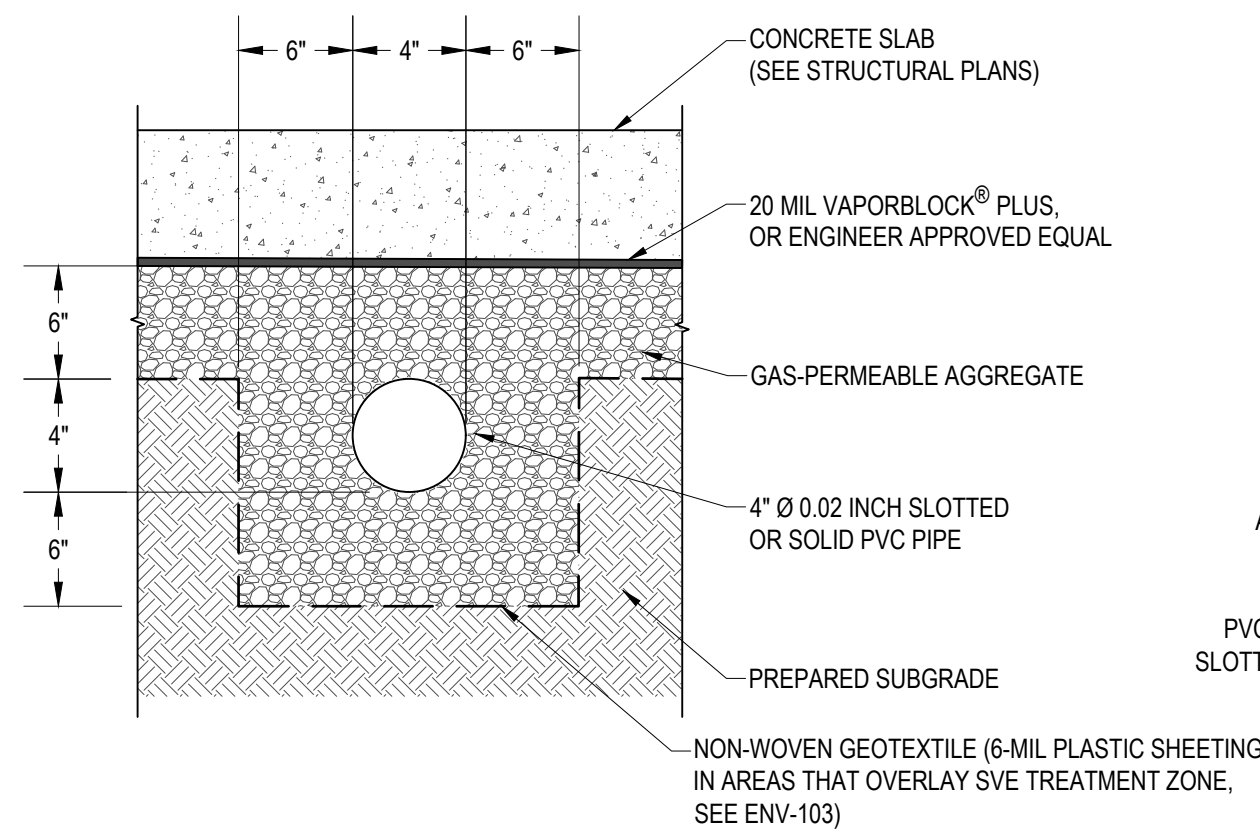 6" 4" 6"
CONCRETE SLAB
(SEE STRUCTURAL PLANS)
20 MIL VAPORBLOCK® PLUS,
OR ENGINEER APPROVED EQUAL
6"
GAS-PERMEABLE AGGREGATE
4"
4" Ø 0.02 INCH SLOTTED
OR SOLID PVC PIPE
6"
PREPARED SUBGRADE
NON-WOVEN GEOTEXTILE (6-MIL PLASTIC SHEETING
IN AREAS THAT OVERLAY SVE TREATMENT ZONE,
SEE ENV-103)
PVC
SLOTT